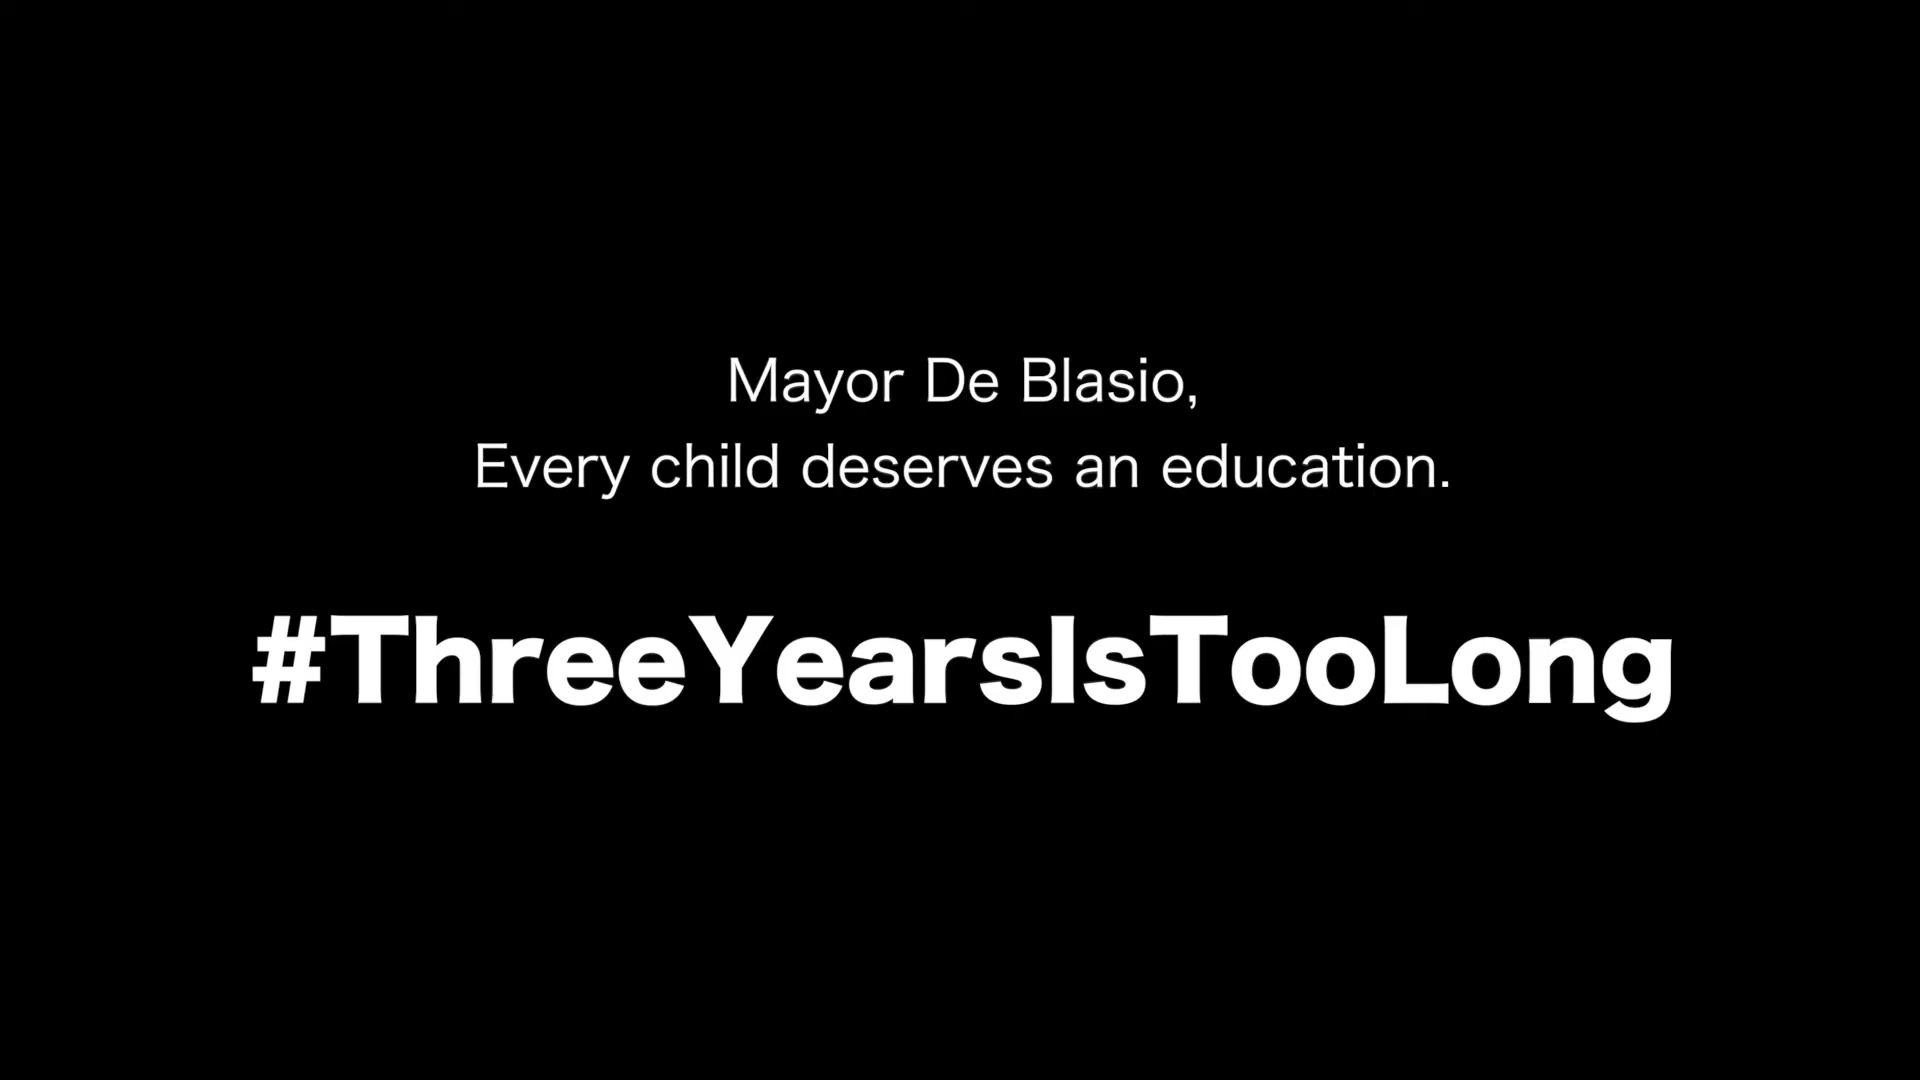 Mayor De Blasio,
Every child deserves an education.
#ThreeYearsIsTooLong